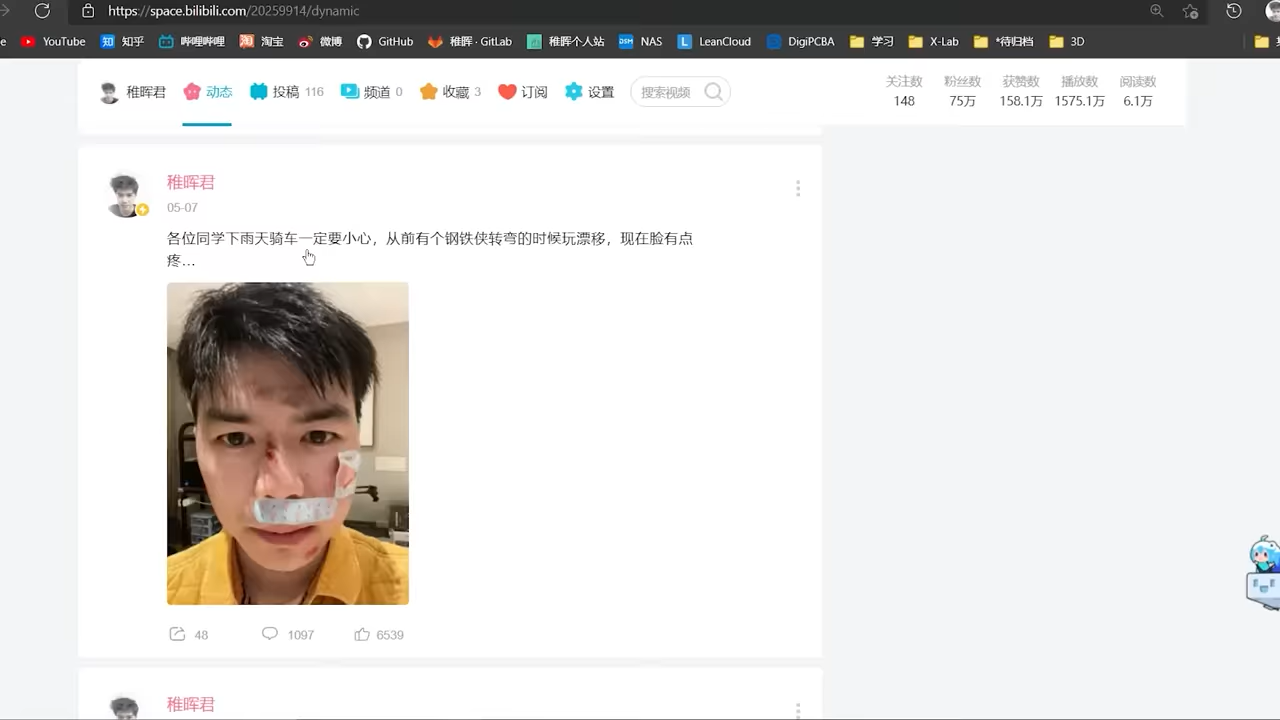 https://space.bilibili.com/20259914/dynamic
e YouTube 知乎 哔哩哔哩 淘宝 微博 GitHub 稚晖 · GitLab 稚晖个人站 NAS LeanCloud DigiPCBA 学习 X-Lab *待归档 3D
稚晖君 动态 投稿 116 频道 0 收藏 3 订阅 设置 搜索视频
关注数 粉丝数 获赞数 播放数 阅读数
148 75万 158.1万 1575.1万 6.1万
稚晖君
05-07
各位同学下雨天骑车一定要小心，从前有个钢铁侠转弯的时候玩漂移，现在脸有点
疼...
48 1097 6539
稚晖君